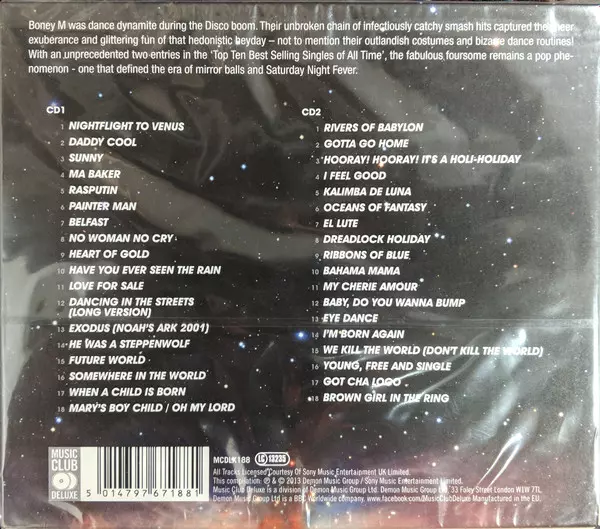 Boney M was dance dynamite during the Disco boom. Their unbroken chain of infectiously catchy smash hits captured the sheer
exuberance and glittering fun of that hedonistic heyday – not to mention their outlandish costumes and bizarre dance routines!
With an unprecedented two entries in the 'Top Ten Best Selling Singles of All Time', the fabulous foursome remains a pop phe-
nomenon - one that defined the era of mirror balls and Saturday Night Fever.
CD1
1 NIGHTFLIGHT TO VENUS
2 DADDY COOL
3 SUNNY
4 MA BAKER
5 RASPUTIN
6 PAINTER MAN
7 BELFAST
8 NO WOMAN NO CRY
9 HEART OF GOLD
10 HAVE YOU EVER SEEN THE RAIN
11 LOVE FOR SALE
12 DANCING IN THE STREETS
(LONG VERSION)
13 EXODUS (NOAH'S ARK 2001)
14 HE WAS A STEPPENWOLF
15 FUTURE WORLD
16 SOMEWHERE IN THE WORLD
17 WHEN A CHILD IS BORN
18 MARY'S BOY CHILD / OH MY LORD
CD2
1 RIVERS OF BABYLON
2 GOTTA GO HOME
3 HOORAY! HOORAY! IT'S A HOLI-HOLIDAY
4 I FEEL GOOD
5 KALIMBA DE LUNA
6 OCEANS OF FANTASY
7 EL LUTE
8 DREADLOCK HOLIDAY
9 RIBBONS OF BLUE
10 BAHAMA MAMA
11 MY CHERIE AMOUR
12 BABY, DO YOU WANNA BUMP
13 EYE DANCE
14 I'M BORN AGAIN
15 WE KILL THE WORLD (DON'T KILL THE WORLD)
16 YOUNG, FREE AND SINGLE
17 GOT CHA LOCO
18 BROWN GIRL IN THE RING
MUSIC
CLUB
DELUXE
5 014797 671881
MCDLX188
LC 13235
All Tracks Licensed Courtesy Of Sony Music Entertainment UK Limited.
This compilation: ℗ & © 2013 Demon Music Group / Sony Music Entertainment.
Music Club Deluxe is a division of Demon Music Group Ltd. Demon Music Group Ltd, 33 Foley Street London W1W 7TL.
Demon Music Group Ltd is a BBC Worldwide company. www.facebook.com/MusicClubDeluxe Manufactured in the EU.